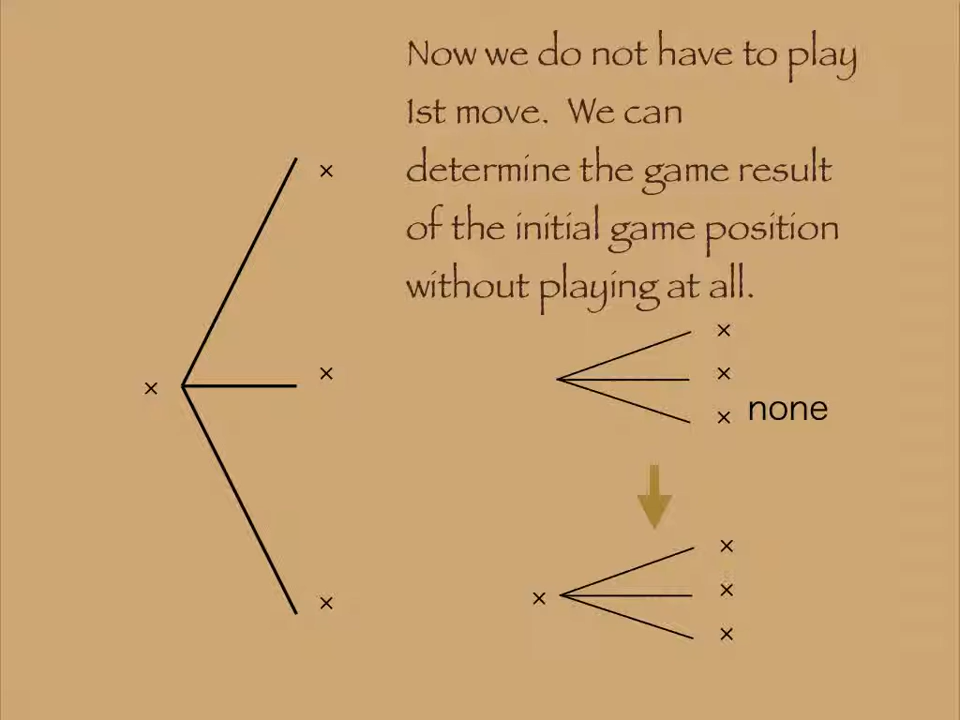 Now we do not have to play
1st move. We can
determine the game result
of the initial game position
without playing at all.
×
×
×
×
×
×
× none
×
×
×
×